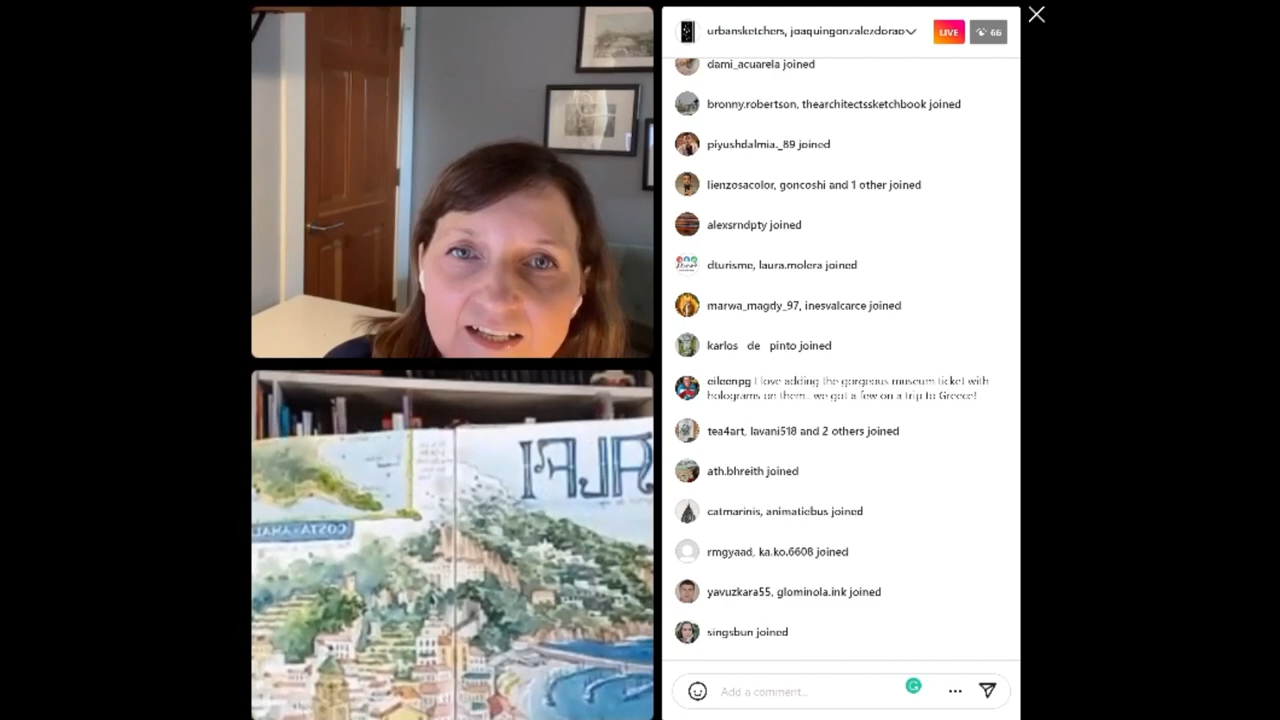 urbansketchers, joaquingonzalezdorao
LIVE
66
dami_acuarela joined
bronny.robertson, thearchitectssketchbook joined
piyushdalmia._89 joined
lienzosacolor, goncoshi and 1 other joined
alexsrndpty joined
dturisme, laura.molera joined
marwa_magdy_97, inesvalcarce joined
karlos_de_pinto joined
eileenpg I love adding the gorgeous museum ticket with
holograms on them.. we got a few on a trip to Greece!
tea4art, lavani518 and 2 others joined
ath.bhreith joined
catmarinis, animatiebus joined
rmgyaad, ka.ko.6608 joined
yavuzkara55, glominola.ink joined
singsbun joined
Add a comment...
COSTA·AMAL
ALFI